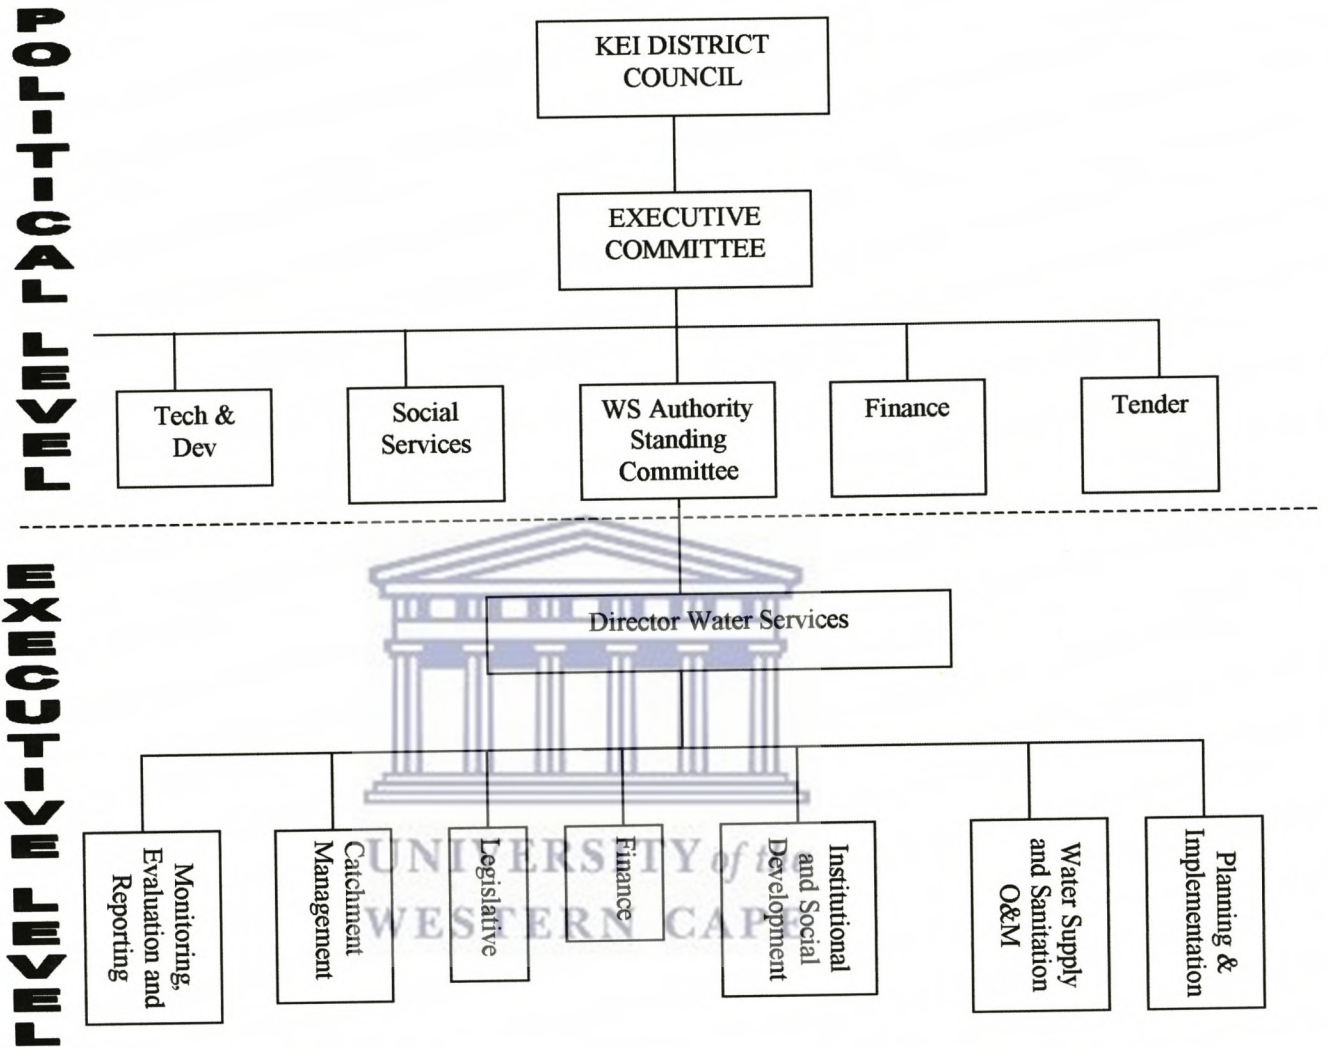 POLITICAL LEVEL
KEI DISTRICT
COUNCIL
EXECUTIVE
COMMITTEE
Tech &
Dev
Social
Services
WS Authority
Standing
Committee
Finance
Tender
EXECUTIVE LEVEL
Director Water Services
Monitoring,
Evaluation and
Reporting
Catchment
Management
Legislative
Finance
Institutional
and Social
Development
Water Supply
and Sanitation
O&M
Planning &
Implementation
UNIVERSITY of the
WESTERN CAPE